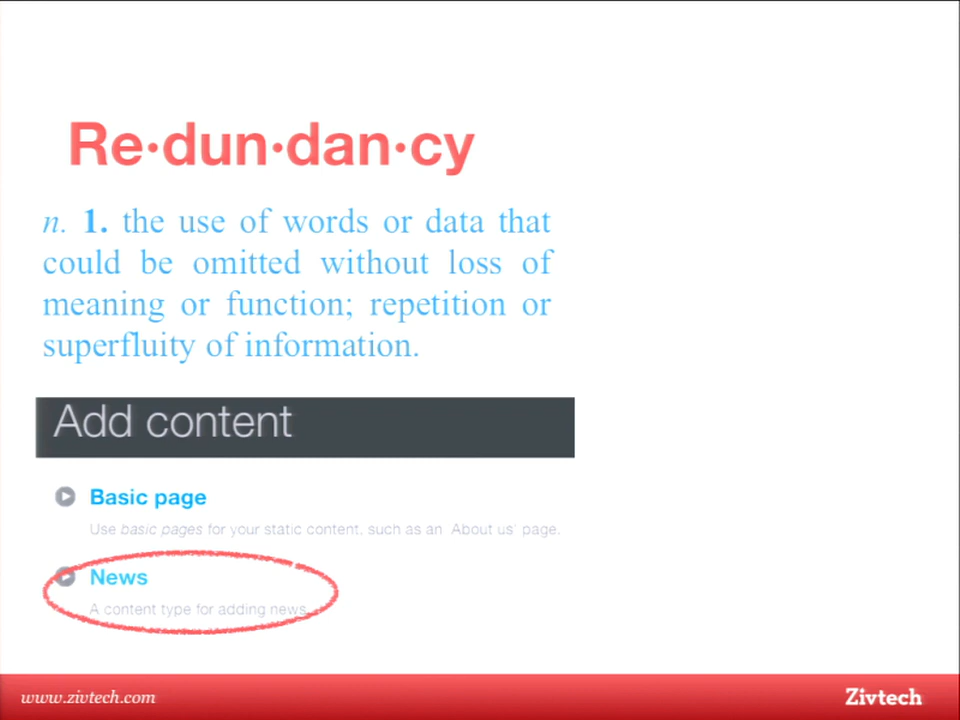 Re·dun·dan·cy
n. 1. the use of words or data that
could be omitted without loss of
meaning or function; repetition or
superfluity of information.
Add content
Basic page
Use basic pages for your static content, such as an 'About us' page.
News
A content type for adding news.
www.zivtech.com
Zivtech